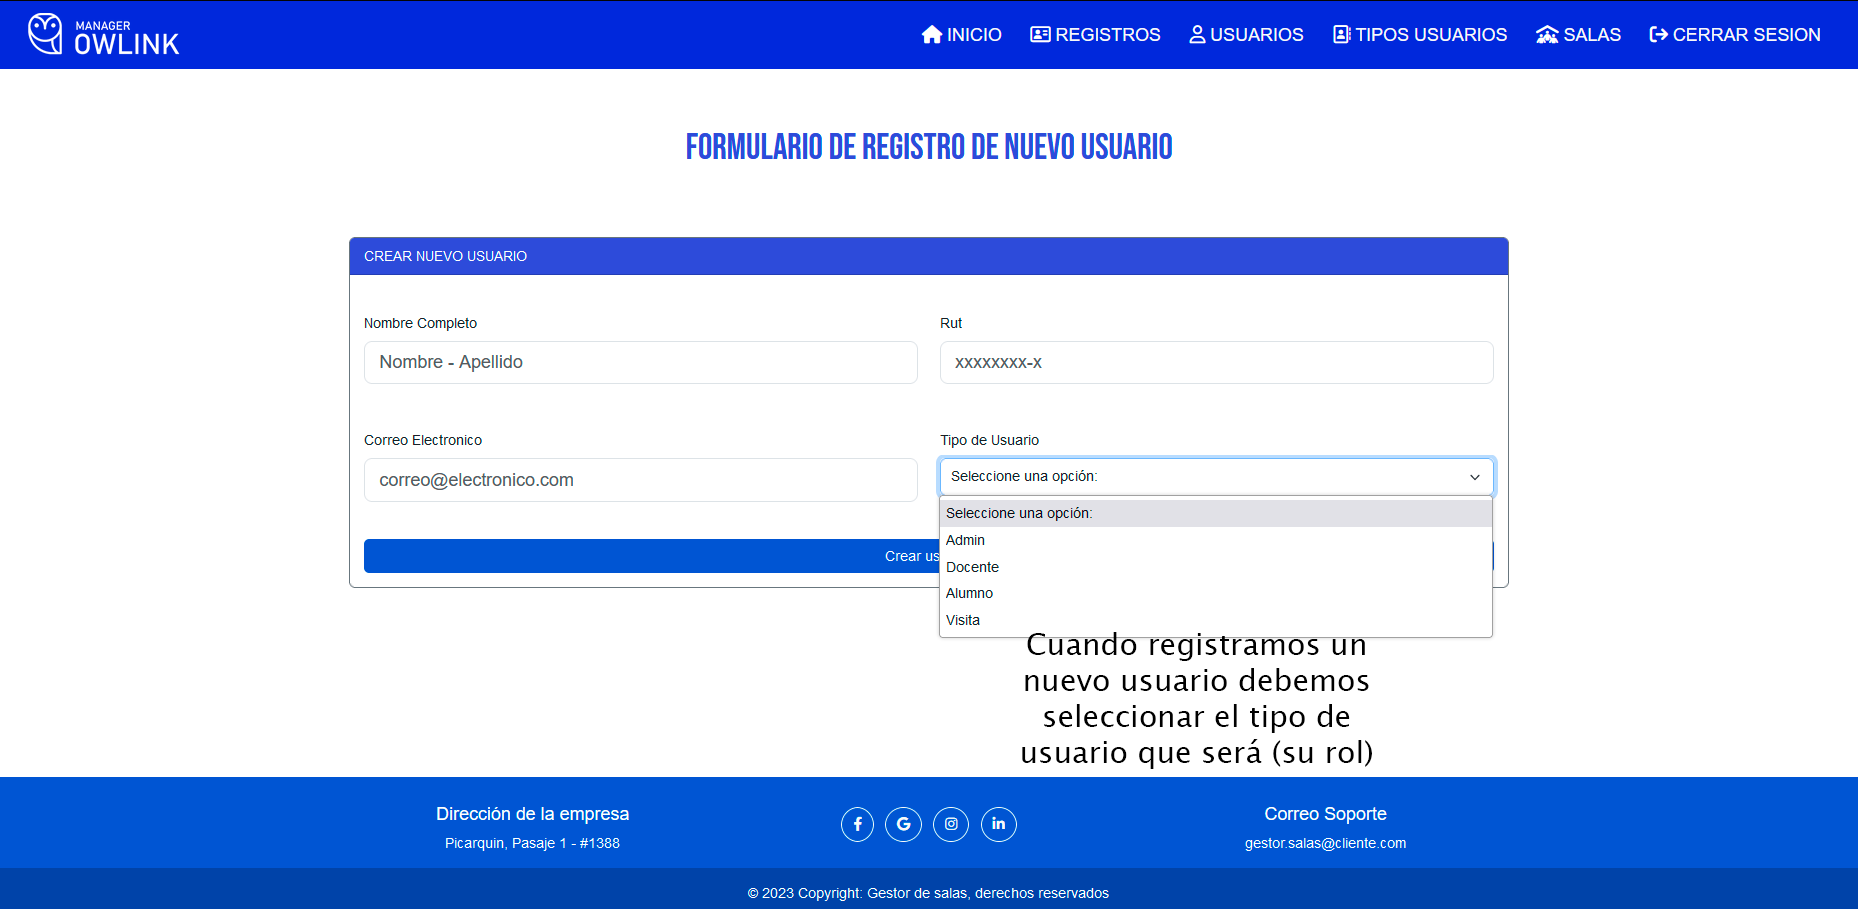 MANAGER
OWLINK
INICIO REGISTROS USUARIOS TIPOS USUARIOS SALAS CERRAR SESION
FORMULARIO DE REGISTRO DE NUEVO USUARIO
CREAR NUEVO USUARIO
Nombre Completo
Nombre - Apellido
Rut
xxxxxxxx-x
Correo Electronico
correo@electronico.com
Tipo de Usuario
Seleccione una opción:
Seleccione una opción:
Admin
Docente
Alumno
Visita
Crear us
Cuando registramos un
nuevo usuario debemos
seleccionar el tipo de
usuario que será (su rol)
Dirección de la empresa
Picarquin, Pasaje 1 - #1388
Correo Soporte
gestor.salas@cliente.com
© 2023 Copyright: Gestor de salas, derechos reservados